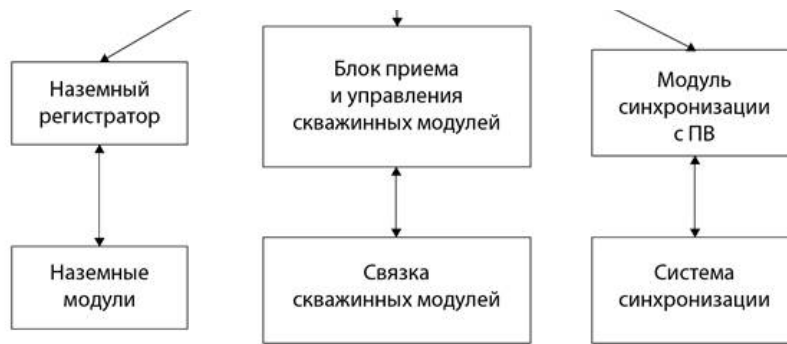 Наземный
регистратор
Блок приема
и управления
скважинных модулей
Модуль
синхронизации
с ПВ
Наземные
модули
Связка
скважинных модулей
Система
синхронизации